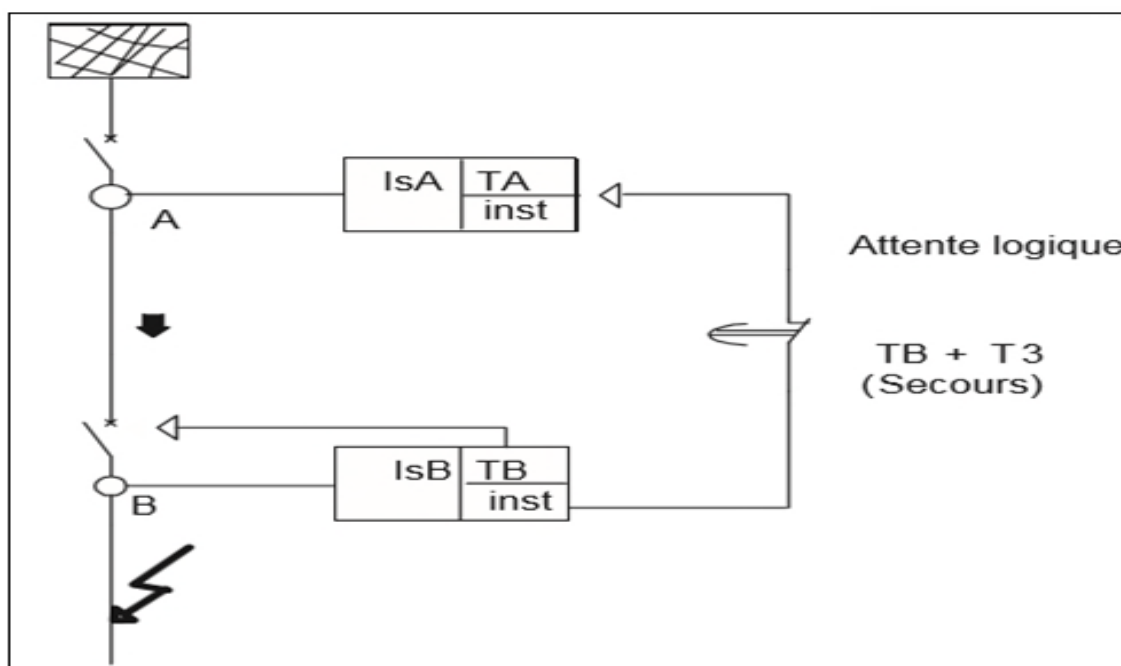 IsA TA
inst
A
Attente logique
TB + T3
(Secours)
IsB TB
inst
B